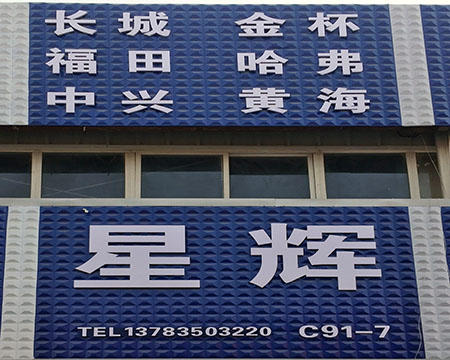 长城 金杯
福田 哈弗
中兴 黄海
星辉
TEL13783503220 C91-7